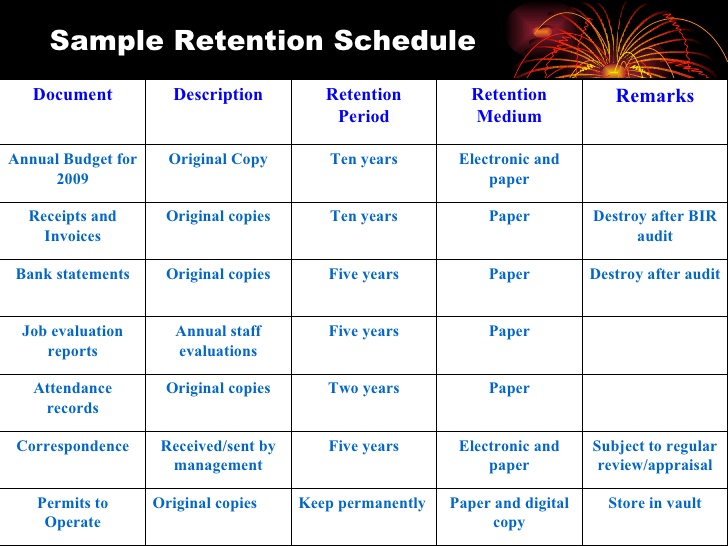 Sample Retention Schedule
Document Description Retention Retention Remarks
Period Medium
Annual Budget for Original Copy Ten years Electronic and
2009 paper
Receipts and Original copies Ten years Paper Destroy after BIR
Invoices audit
Bank statements Original copies Five years Paper Destroy after audit
Job evaluation Annual staff Five years Paper
reports evaluations
Attendance Original copies Two years Paper
records
Correspondence Received/sent by Five years Electronic and Subject to regular
management paper review/appraisal
Permits to Original copies Keep permanently Paper and digital Store in vault
Operate copy